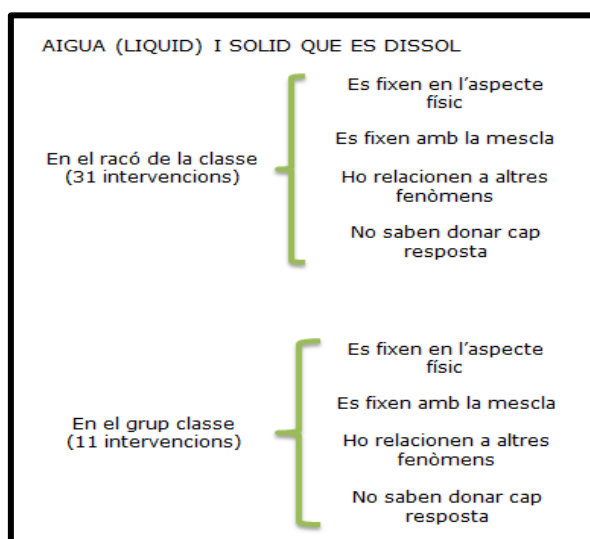 AIGUA (LIQUID) I SOLID QUE ES DISSOL
En el racó de la classe
(31 intervencions)
Es fixen en l'aspecte
físic
Es fixen amb la mescla
Ho relacionen a altres
fenòmens
No saben donar cap
resposta
En el grup classe
(11 intervencions)
Es fixen en l'aspecte
físic
Es fixen amb la mescla
Ho relacionen a altres
fenòmens
No saben donar cap
resposta